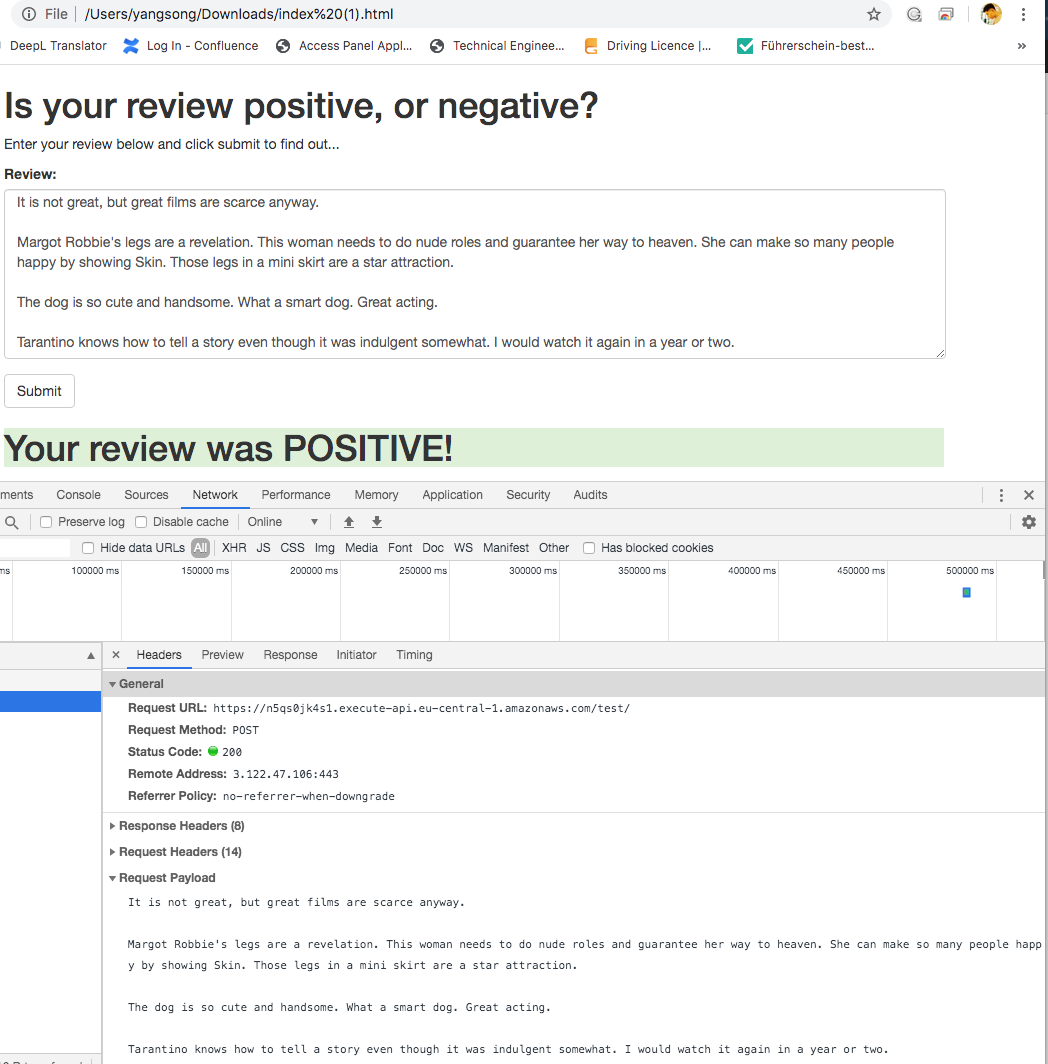 File /Users/yangsong/Downloads/index%20(1).html
DeepL Translator Log In - Confluence Access Panel Appl... Technical Enginee... Driving Licence |... Führerschein-best... »
Is your review positive, or negative?
Enter your review below and click submit to find out...
Review:
It is not great, but great films are scarce anyway.
Margot Robbie's legs are a revelation. This woman needs to do nude roles and guarantee her way to heaven. She can make so many people
happy by showing Skin. Those legs in a mini skirt are a star attraction.
The dog is so cute and handsome. What a smart dog. Great acting.
Tarantino knows how to tell a story even though it was indulgent somewhat. I would watch it again in a year or two.
Submit
Your review was POSITIVE!
ments Console Sources Network Performance Memory Application Security Audits
Preserve log Disable cache Online
Hide data URLs All XHR JS CSS Img Media Font Doc WS Manifest Other Has blocked cookies
ms 100000 ms 150000 ms 200000 ms 250000 ms 300000 ms 350000 ms 400000 ms 450000 ms 500000 ms
Headers Preview Response Initiator Timing
General
Request URL: https://n5qs0jk4s1.execute-api.eu-central-1.amazonaws.com/test/
Request Method: POST
Status Code: 200
Remote Address: 3.122.47.106:443
Referrer Policy: no-referrer-when-downgrade
Response Headers (8)
Request Headers (14)
Request Payload
It is not great, but great films are scarce anyway.
Margot Robbie's legs are a revelation. This woman needs to do nude roles and guarantee her way to heaven. She can make so many people happ
y by showing Skin. Those legs in a mini skirt are a star attraction.
The dog is so cute and handsome. What a smart dog. Great acting.
Tarantino knows how to tell a story even though it was indulgent somewhat. I would watch it again in a year or two.